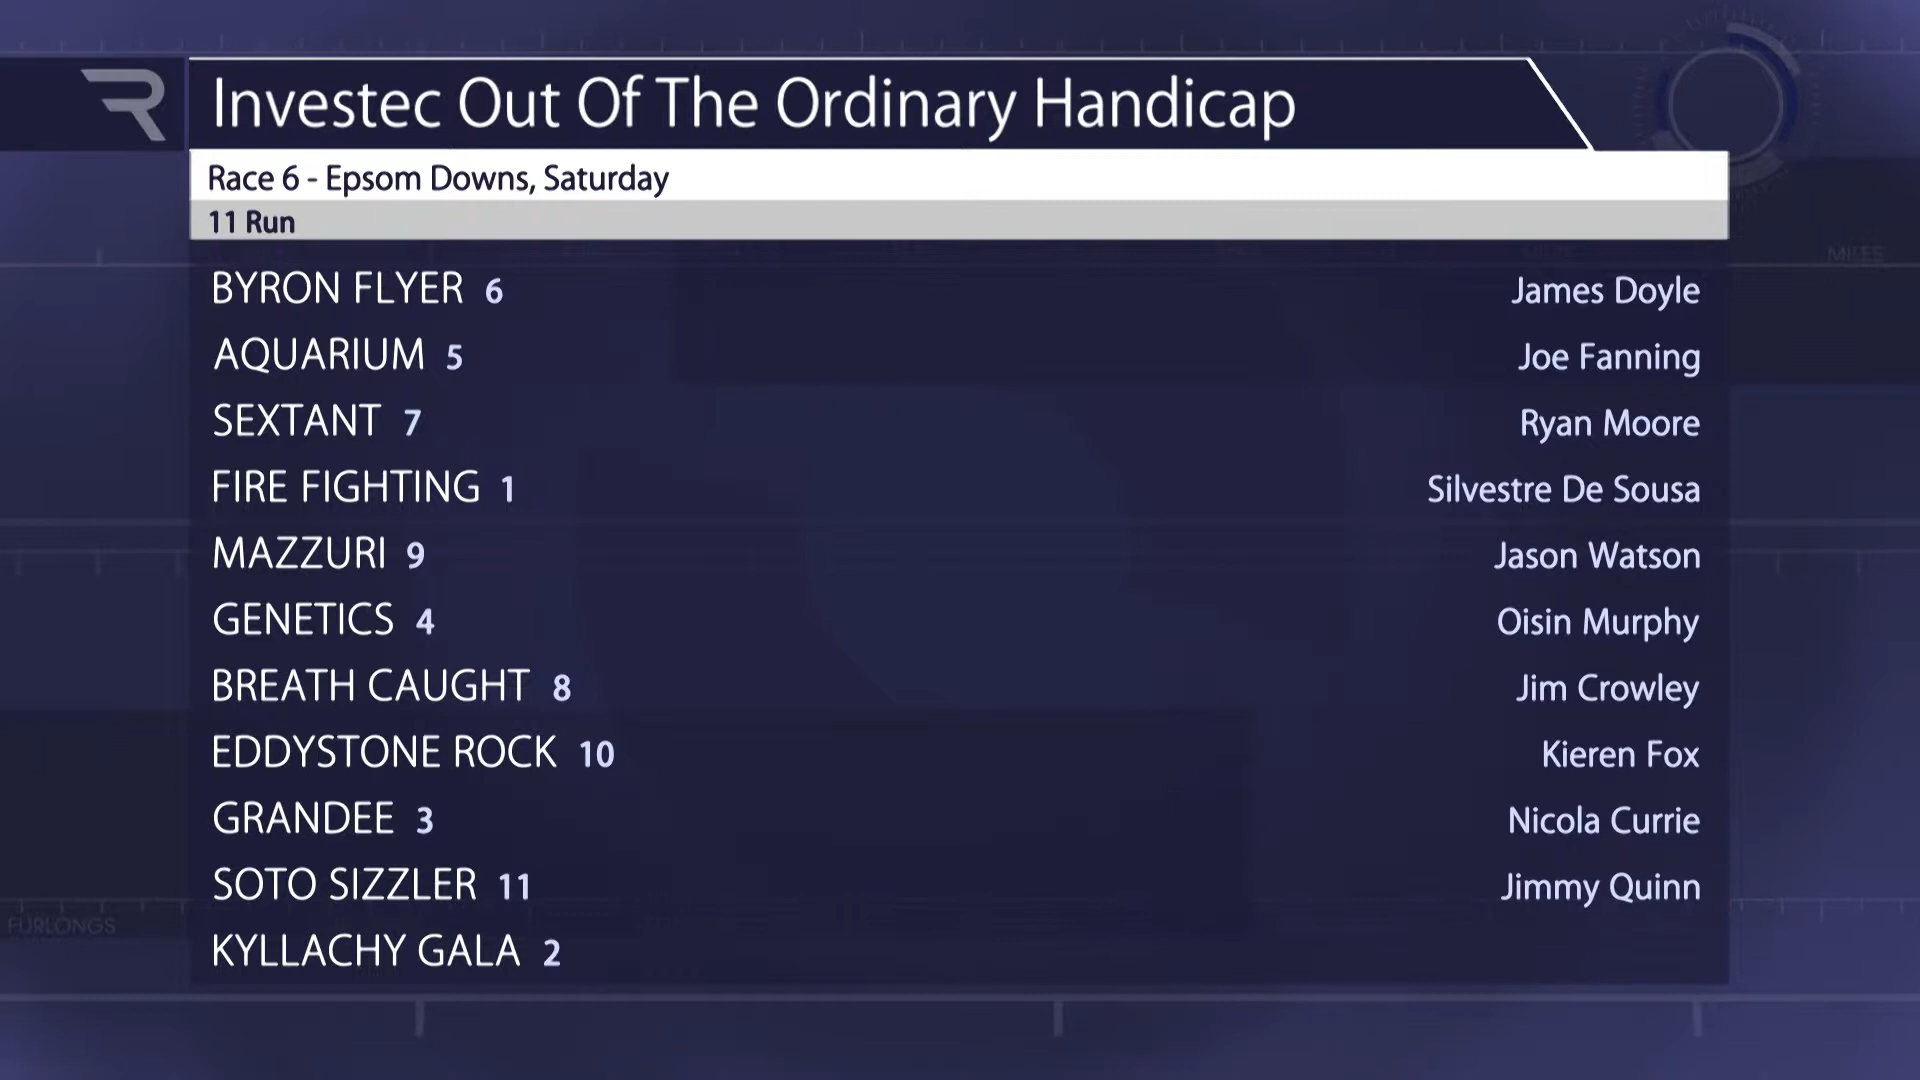 Investec Out Of The Ordinary Handicap
Race 6 - Epsom Downs, Saturday
11 Run
BYRON FLYER 6 James Doyle
AQUARIUM 5 Joe Fanning
SEXTANT 7 Ryan Moore
FIRE FIGHTING 1 Silvestre De Sousa
MAZZURI 9 Jason Watson
GENETICS 4 Oisin Murphy
BREATH CAUGHT 8 Jim Crowley
EDDYSTONE ROCK 10 Kieren Fox
GRANDEE 3 Nicola Currie
SOTO SIZZLER 11 Jimmy Quinn
KYLLACHY GALA 2
MILES
FURLONGS